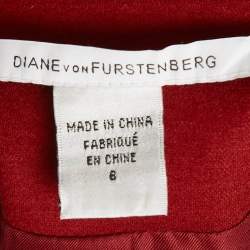 DIANE VON FURSTENBERG
MADE IN CHINA
FABRIQUÉ
EN CHINE
6